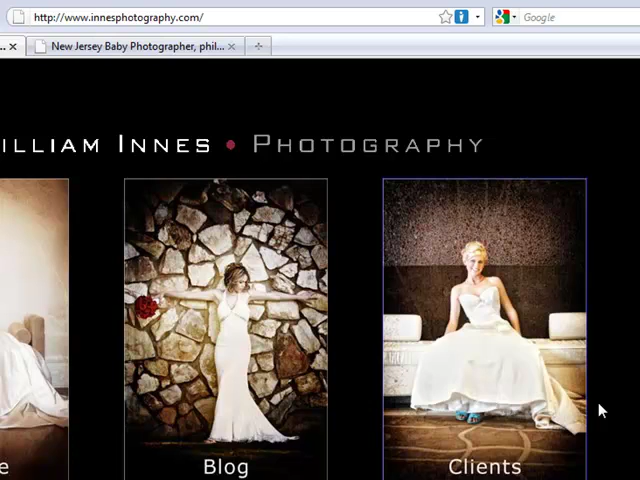 http://www.innesphotography.com/
Google
... 
New Jersey Baby Photographer, phil...
ILLIAM INNES • PHOTOGRAPHY
e
Blog
Clients